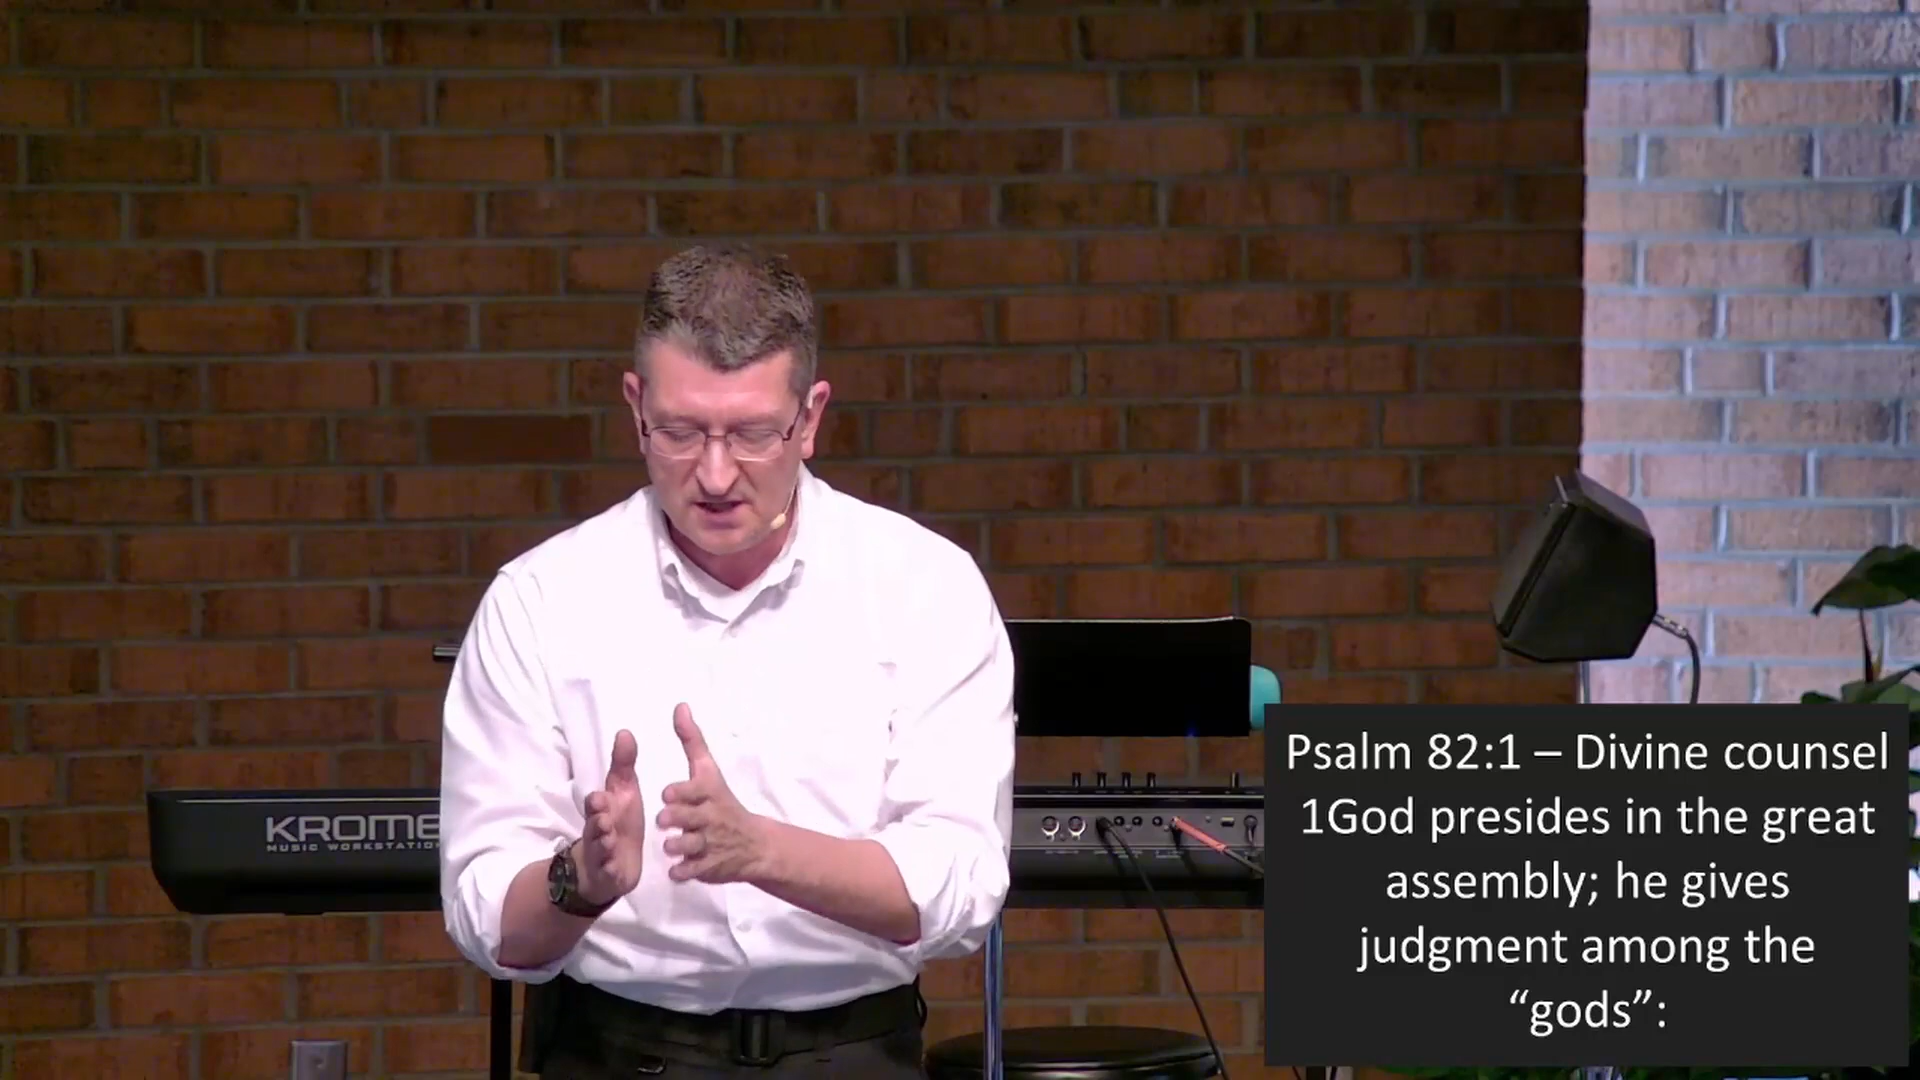 KROME
MUSIC WORKSTATION
Psalm 82:1 – Divine counsel
1God presides in the great
assembly; he gives
judgment among the
“gods”: